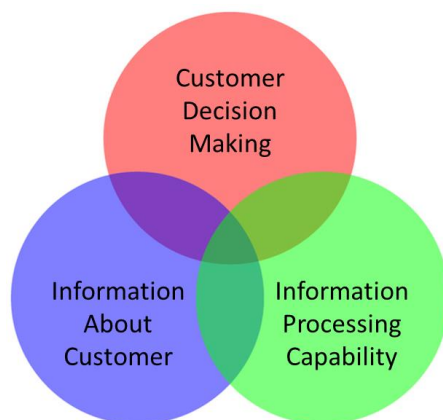 Customer
Decision
Making
Information
About
Customer
Information
Processing
Capability